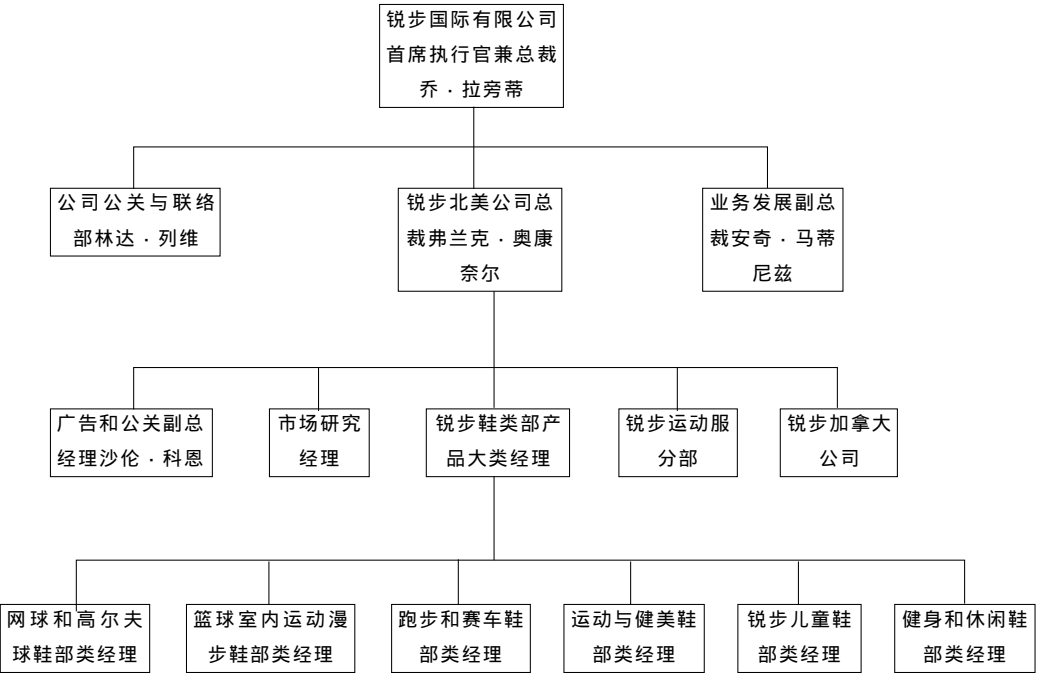 锐步国际有限公司
首席执行官兼总裁
乔·拉旁蒂
公司公关与联络
部林达·列维
锐步北美公司总
裁弗兰克·奥康
奈尔
业务发展副总
裁安奇·马蒂
尼兹
广告和公关副总
经理沙伦·科恩
市场研究
经理
锐步鞋类部产
品大类经理
锐步运动服
分部
锐步加拿大
公司
网球和高尔夫
球鞋部类经理
篮球室内运动漫
步鞋部类经理
跑步和赛车鞋
部类经理
运动与健美鞋
部类经理
锐步儿童鞋
部类经理
健身和休闲鞋
部类经理